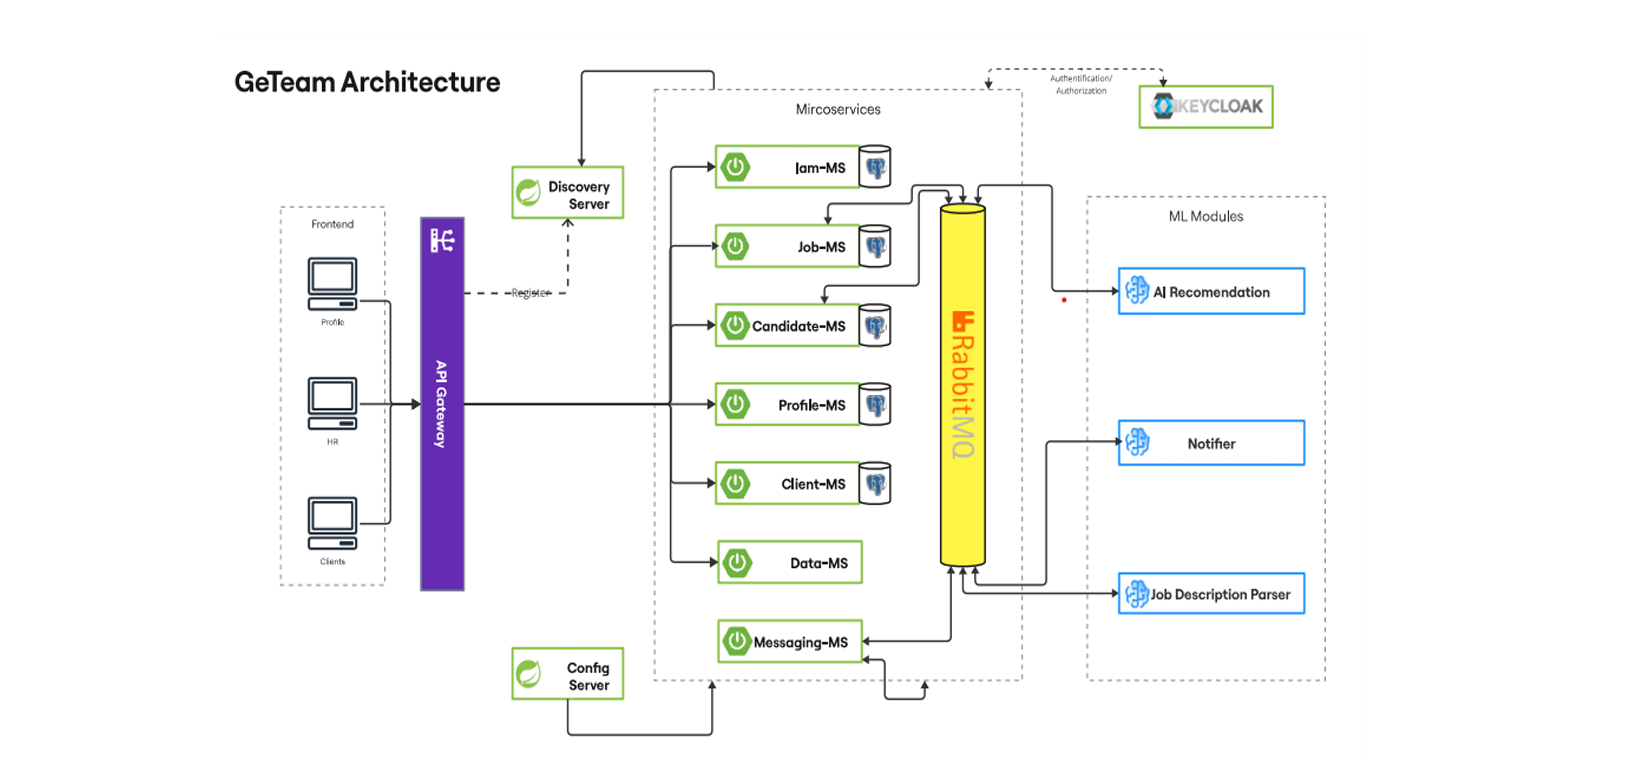 GeTeam Architecture
Authentification/
Authorization
KEYCLOAK
Mircoservices
Iam-MS
Discovery
Server
Frontend
ML Modules
Job-MS
Register
AI Recomendation
Profile
Candidate-MS
RabbitMQ
API Gateway
Profile-MS
HR
Notifier
Client-MS
Clients
Data-MS
Job Description Parser
Messaging-MS
Config
Server